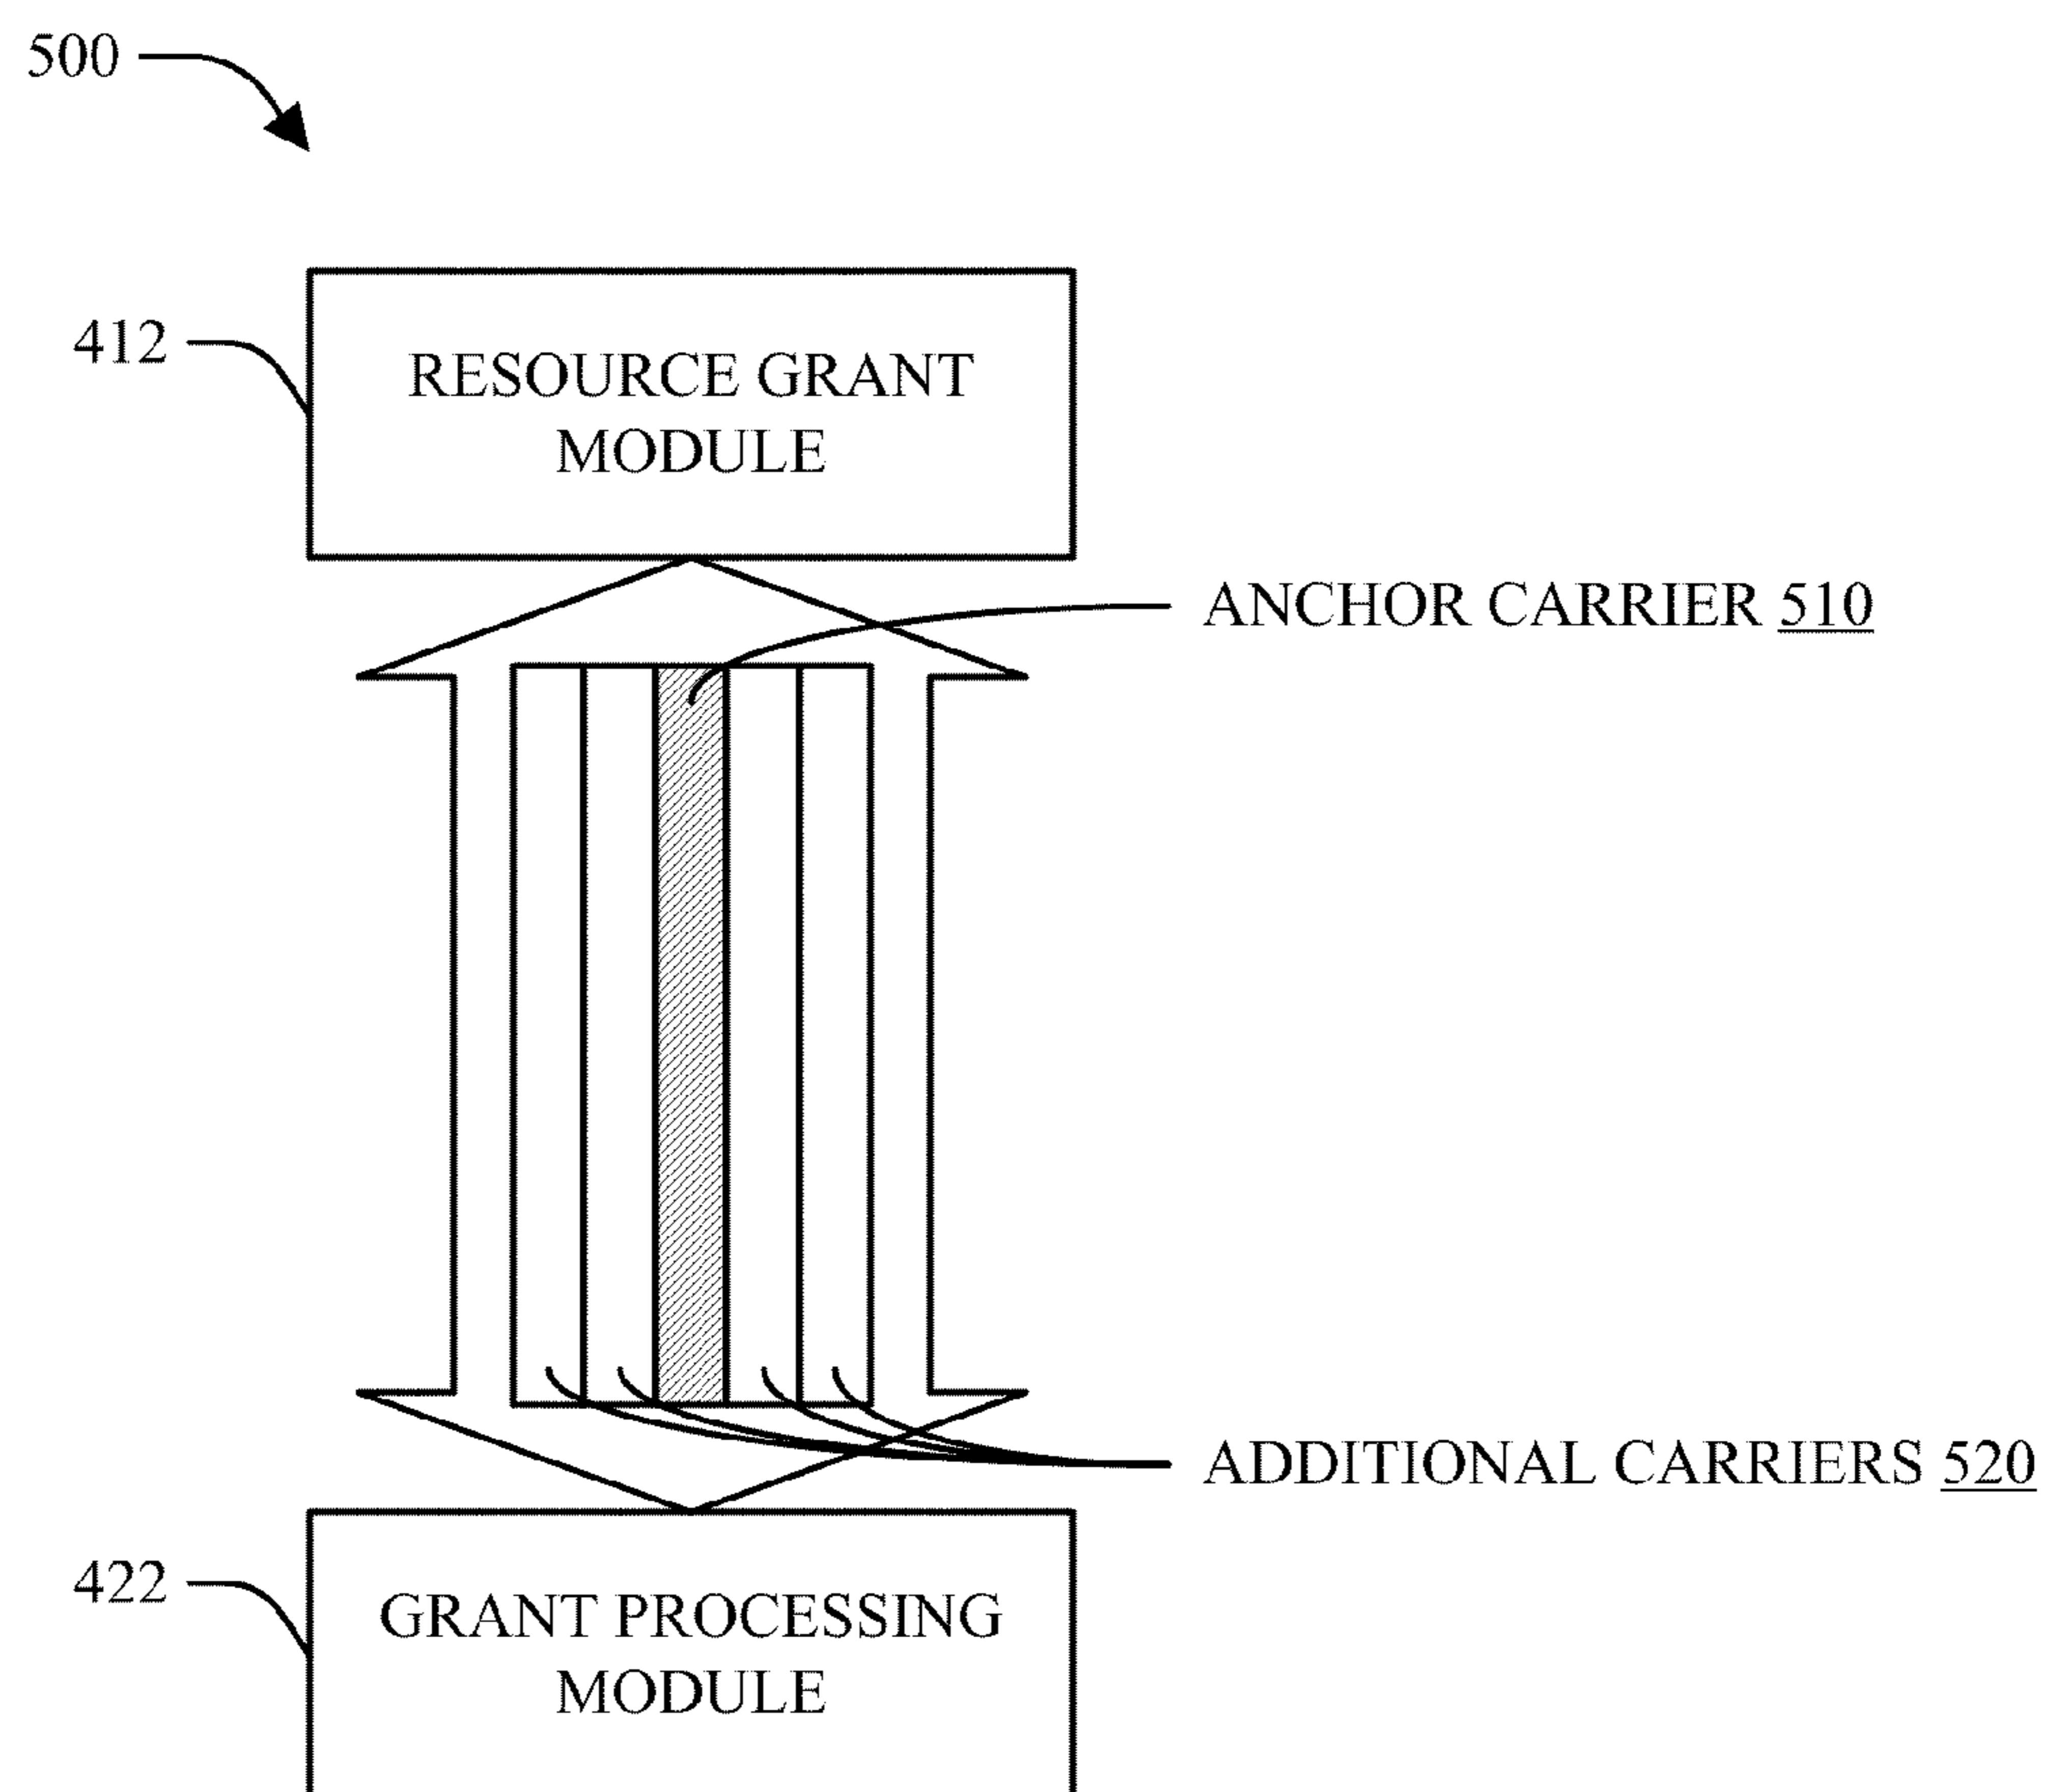 500
412
RESOURCE GRANT
MODULE
ANCHOR CARRIER 510
ADDITIONAL CARRIERS 520
422
GRANT PROCESSING
MODULE